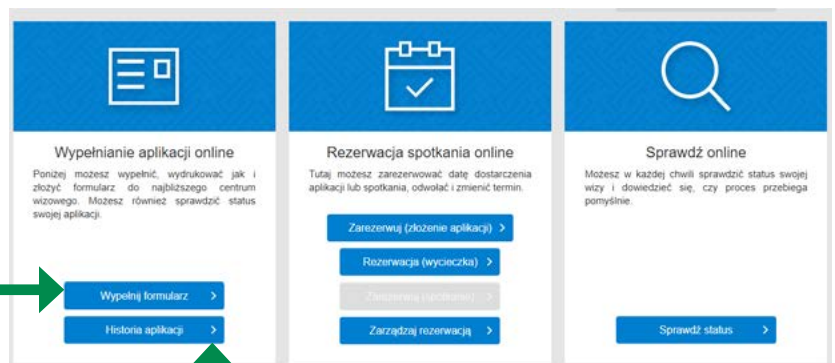 Wypełnianie aplikacji online
Poniżej możesz wypełnić, wydrukować jak i
złożyć formularz do najbliższego centrum
wizowego. Możesz również sprawdzić status
swojej aplikacji.
Wypełnij formularz
Historia aplikacji
Rezerwacja spotkania online
Tutaj możesz zarezerwować datę dostarczenia
aplikacji lub spotkania, odwołać i zmienić termin.
Zarezerwuj (złożenie aplikacji)
Rezerwacja (wycieczka)
Zarezerwuj (spotkanie)
Zarządzaj rezerwacją
Sprawdź online
Możesz w każdej chwili sprawdzić status swojej
wizy i dowiedzieć się, czy proces przebiega
pomyślnie.
Sprawdź status